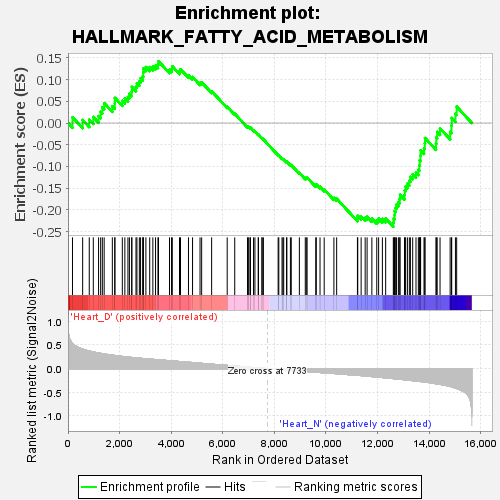 Enrichment plot:
HALLMARK_FATTY_ACID_METABOLISM
Enrichment score (ES)
0.15
0.10
0.05
0.00
-0.05
-0.10
-0.15
-0.20
-0.25
Ranked list metric (Signal2Noise)
'Heart_D' (positively correlated)
1.0
0.5
0.0
-0.5
-1.0
Zero cross at 7733
'Heart_N' (negatively correlated)
0 2,000 4,000 6,000 8,000 10,000 12,000 14,000 16,000
Rank in Ordered Dataset
Enrichment profile Hits Ranking metric scores